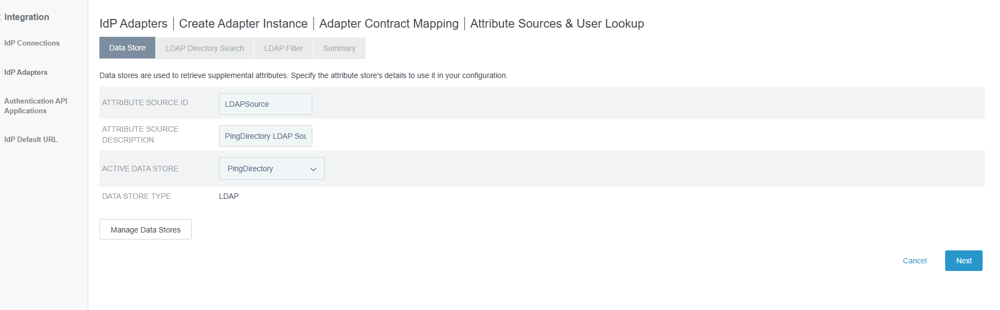 Integration
IdP Connections
IdP Adapters
Authentication API
Applications
IdP Default URL
IdP Adapters | Create Adapter Instance | Adapter Contract Mapping | Attribute Sources & User Lookup
Data Store
LDAP Directory Search
LDAP Filter
Summary
Data stores are used to retrieve supplemental attributes. Specify the attribute store's details to use it in your configuration.
ATTRIBUTE SOURCE ID
LDAPSource
ATTRIBUTE SOURCE
DESCRIPTION
PingDirectory LDAP Sou
ACTIVE DATA STORE
PingDirectory
DATA STORE TYPE
LDAP
Manage Data Stores
Cancel
Next